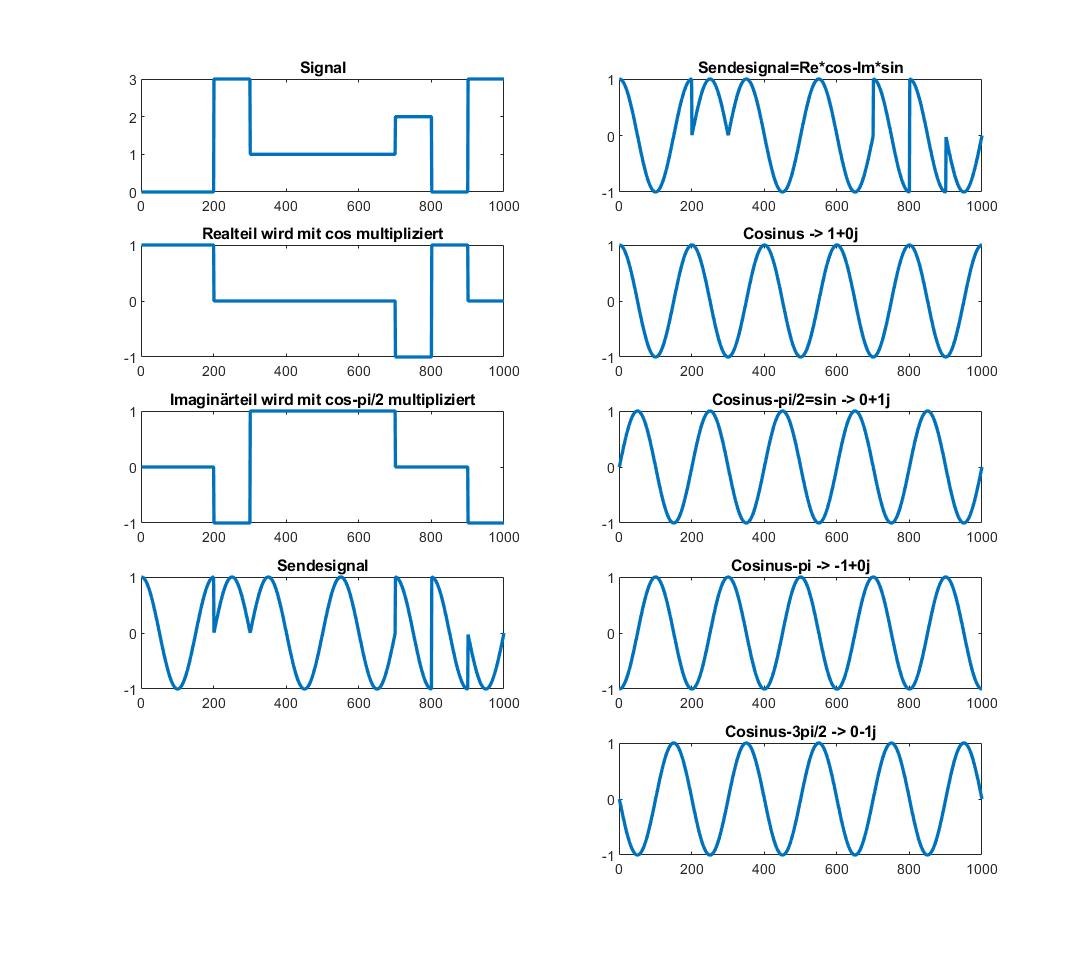 Signal
3
2
1
0
0 200 400 600 800 1000
Realteil wird mit cos multipliziert
1
0
-1
0 200 400 600 800 1000
Imaginärteil wird mit cos-pi/2 multipliziert
1
0
-1
0 200 400 600 800 1000
Sendesignal
1
0
-1
0 200 400 600 800 1000
Sendesignal=Re*cos-Im*sin
1
0
-1
0 200 400 600 800 1000
Cosinus -> 1+0j
1
0
-1
0 200 400 600 800 1000
Cosinus-pi/2=sin -> 0+1j
1
0
-1
0 200 400 600 800 1000
Cosinus-pi -> -1+0j
1
0
-1
0 200 400 600 800 1000
Cosinus-3pi/2 -> 0-1j
1
0
-1
0 200 400 600 800 1000